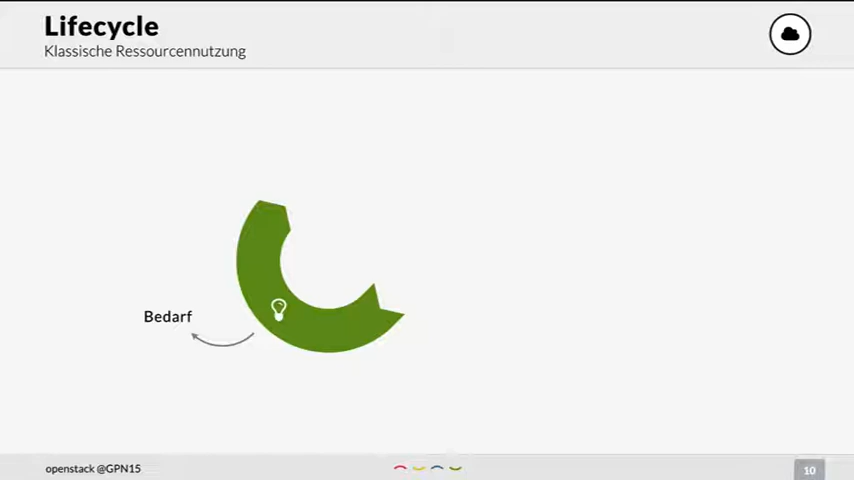 Lifecycle
Klassische Ressourcennutzung
Bedarf
openstack @GPN15
10